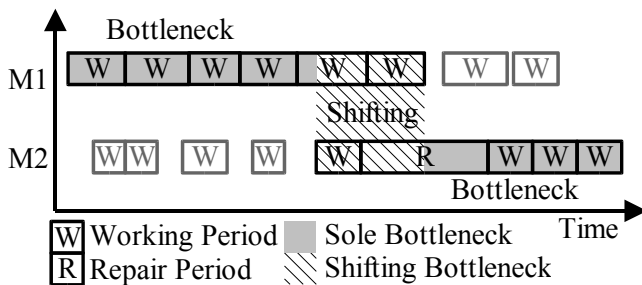 Bottleneck
M1 W W W W W W W W
Shifting
M2 W W W W W R W W W
Bottleneck
Time
W Working Period Sole Bottleneck
R Repair Period Shifting Bottleneck